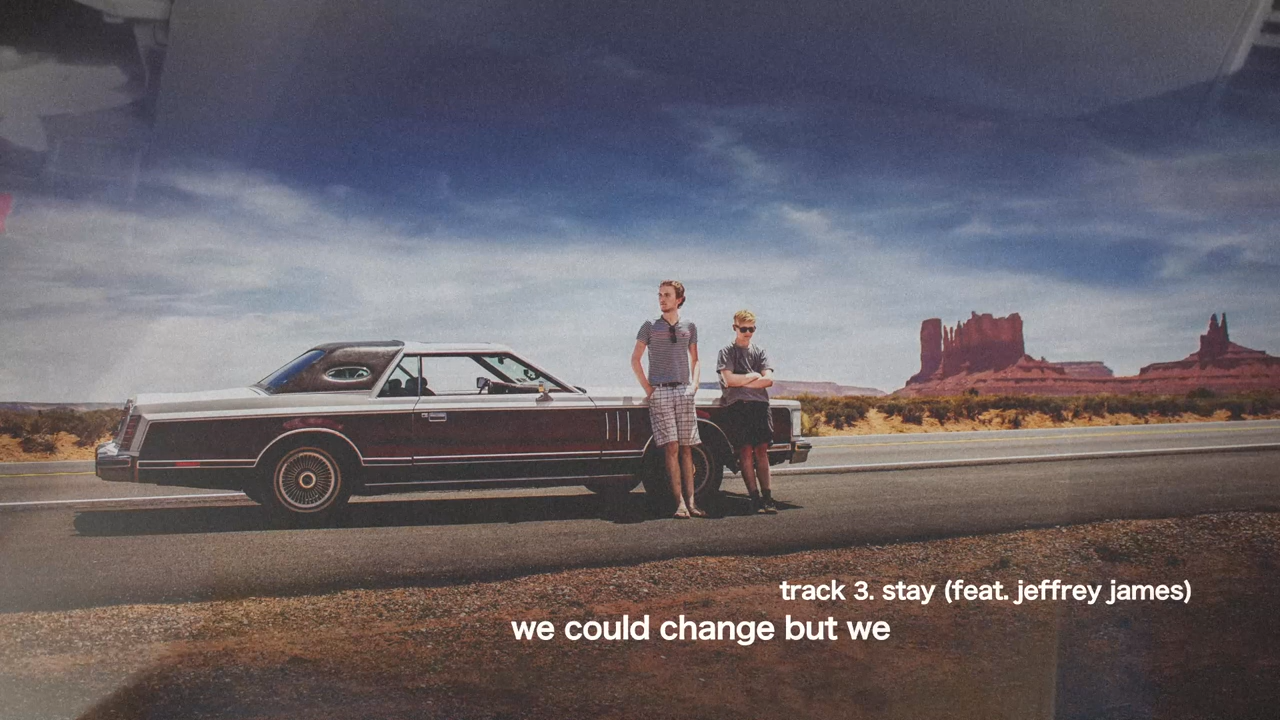 track 3. stay (feat. jeffrey james)
we could change but we